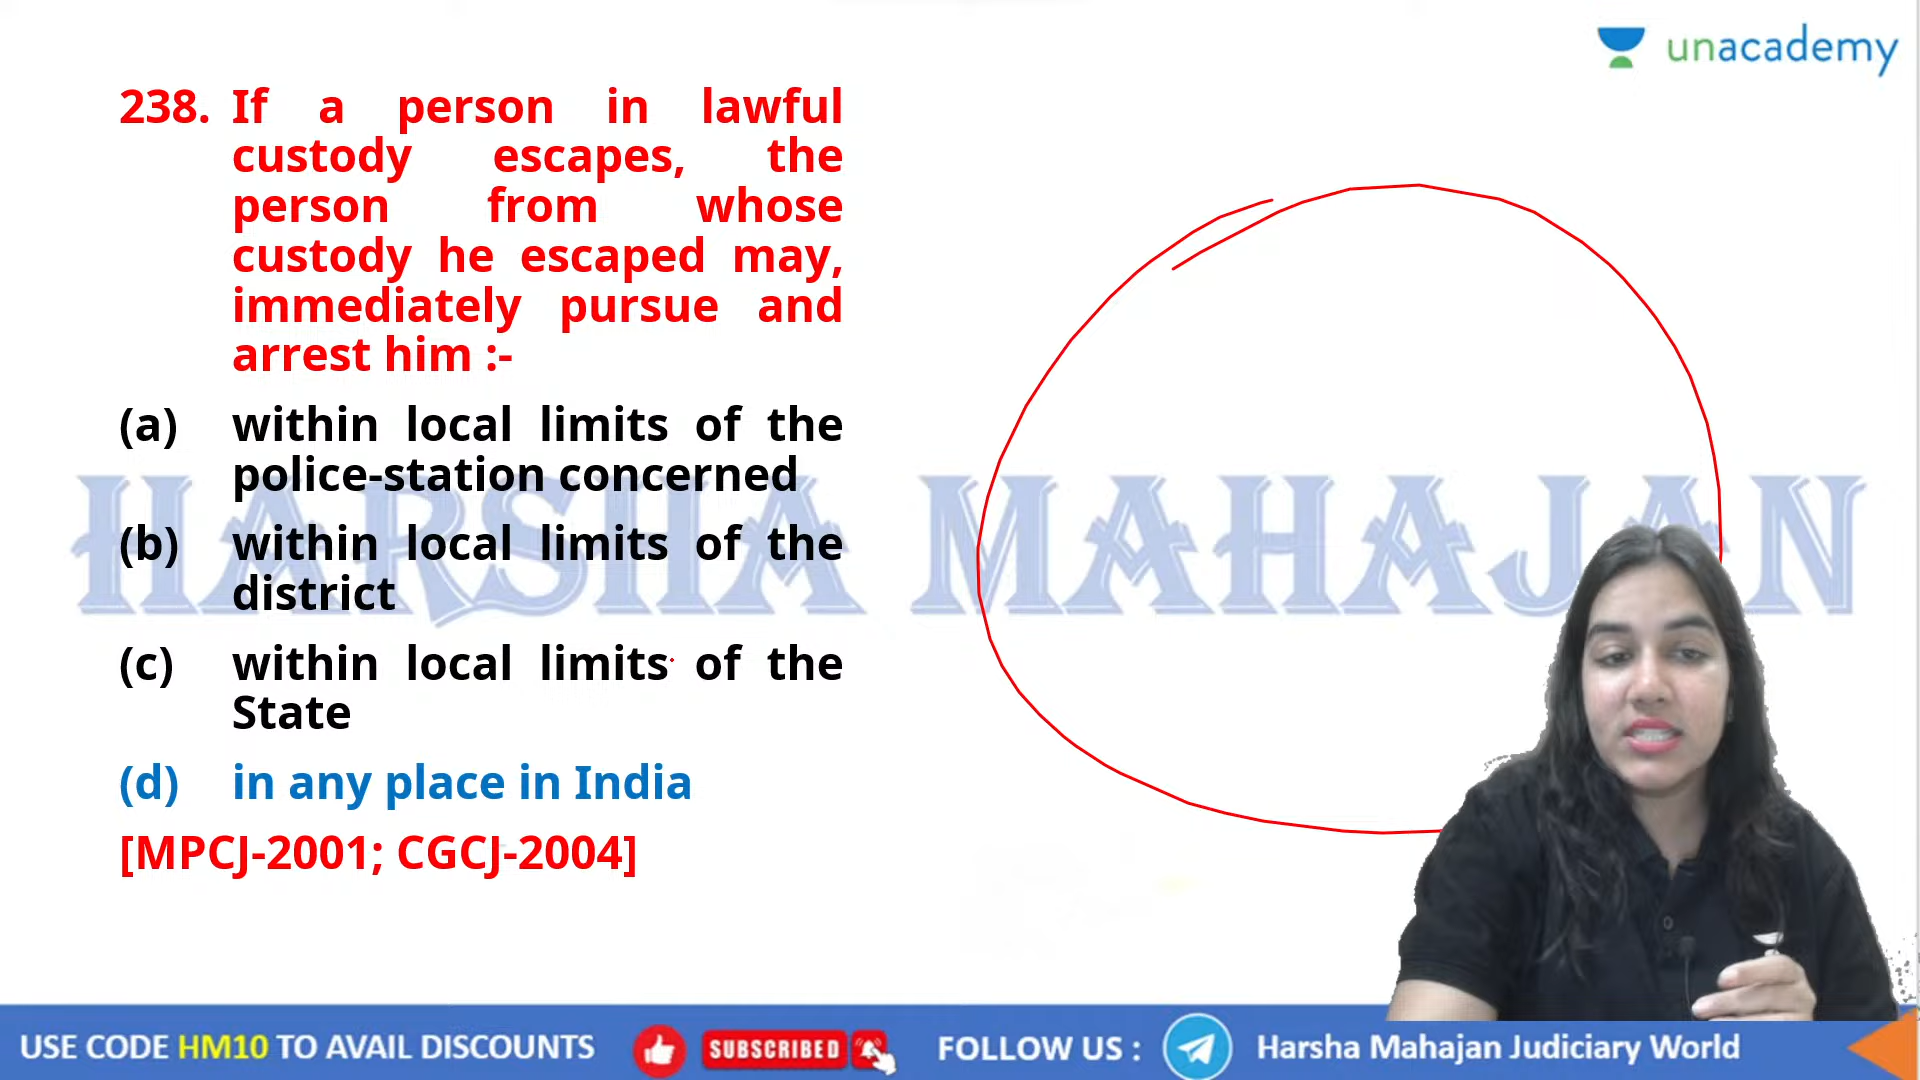 unacademy
238. If a person in lawful
custody escapes, the
person from whose
custody he escaped may,
immediately pursue and
arrest him :-
(a) within local limits of the
police-station concerned
(b) within local limits of the
district
(c) within local limits of the
State
(d) in any place in India
[MPCJ-2001; CGCJ-2004]
HARSHA MAHAJAN
USE CODE HM10 TO AVAIL DISCOUNTS
SUBSCRIBED
FOLLOW US :
Harsha Mahajan Judiciary World